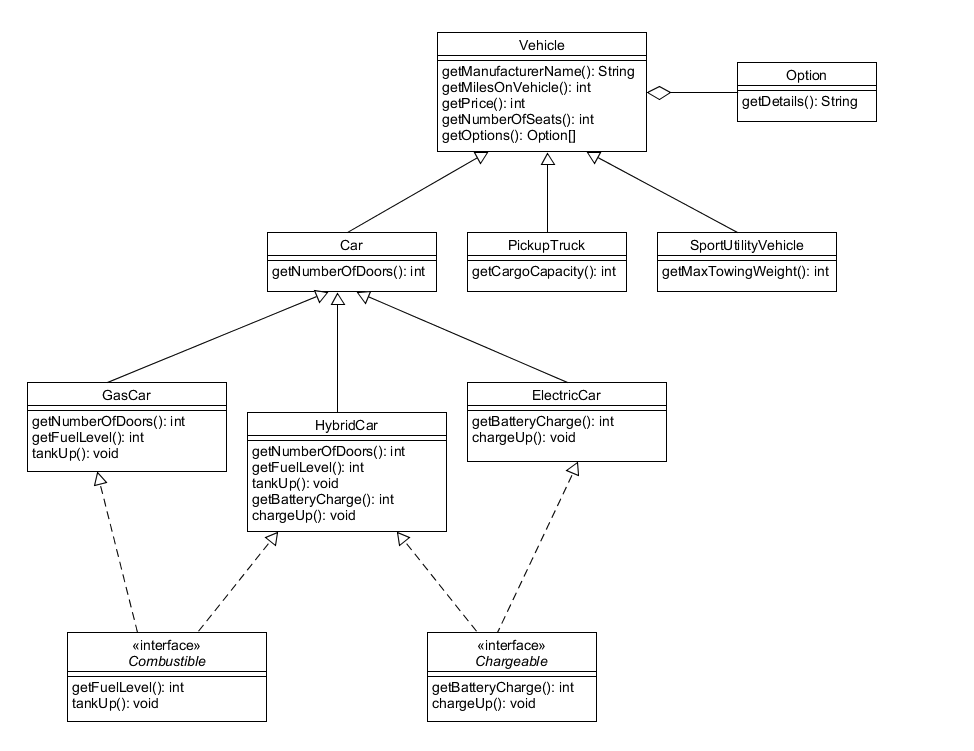 Vehicle
getManufacturerName(): String
getMilesOnVehicle(): int
getPrice(): int
getNumberOfSeats(): int
getOptions(): Option[]
Option
getDetails(): String
Car
getNumberOfDoors(): int
PickupTruck
getCargoCapacity(): int
SportUtilityVehicle
getMaxTowingWeight(): int
GasCar
getNumberOfDoors(): int
getFuelLevel(): int
tankUp(): void
HybridCar
getNumberOfDoors(): int
getFuelLevel(): int
tankUp(): void
getBatteryCharge(): int
chargeUp(): void
ElectricCar
getBatteryCharge(): int
chargeUp(): void
«interface»
Combustible
getFuelLevel(): int
tankUp(): void
«interface»
Chargeable
getBatteryCharge(): int
chargeUp(): void